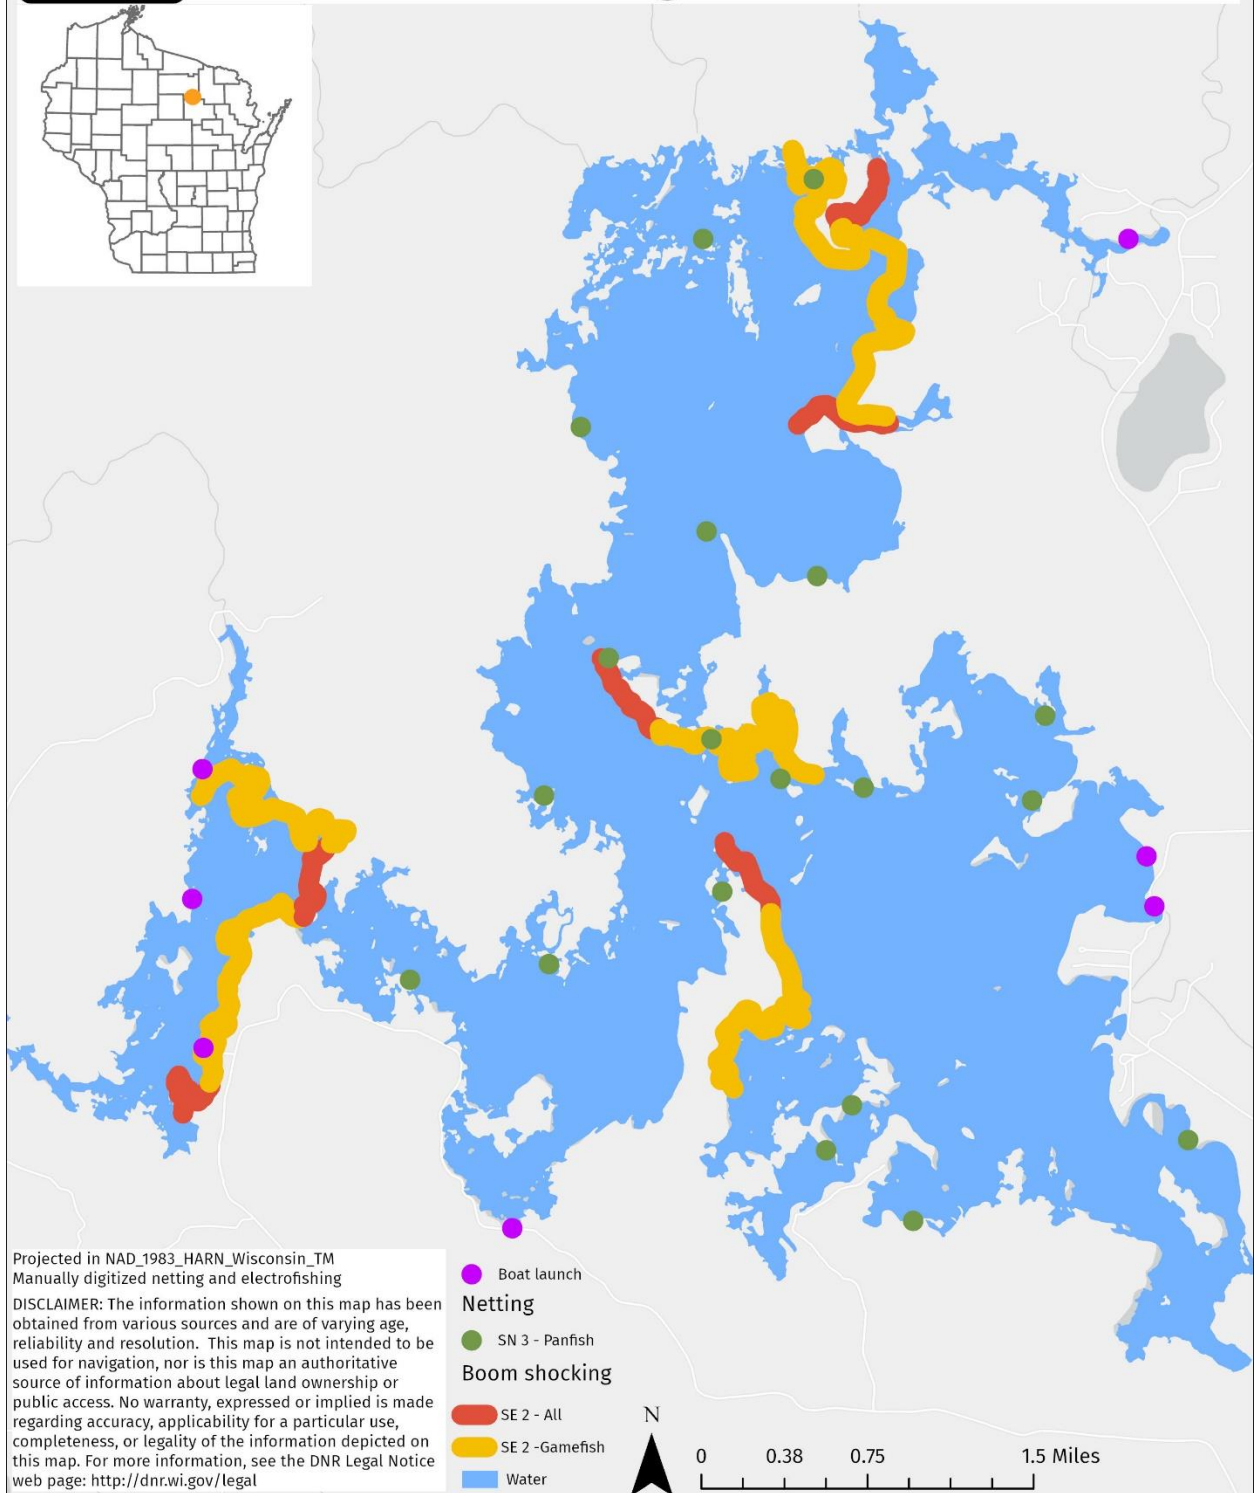 Projected in NAD_1983_HARN_Wisconsin_TM
Manually digitized netting and electrofishing
DISCLAIMER: The information shown on this map has been
obtained from various sources and are of varying age,
reliability and resolution. This map is not intended to be
used for navigation, nor is this map an authoritative
source of information about legal land ownership or
public access. No warranty, expressed or implied is made
regarding accuracy, applicability for a particular use,
completeness, or legality of the information depicted on
this map. For more information, see the DNR Legal Notice
web page: http://dnr.wi.gov/legal
Boat launch
Netting
SN 3 - Panfish
Boom shocking
SE 2 - All
SE 2 -Gamefish
Water
N
0 0.38 0.75 1.5 Miles